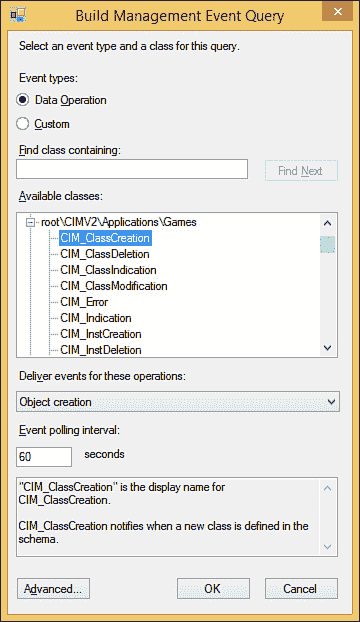 Build Management Event Query
Select an event type and a class for this query.
Event types:
Data Operation
Custom
Find class containing:
Find Next
Available classes:
root\CIMV2\Applications\Games
CIM_ClassCreation
CIM_ClassDeletion
CIM_ClassIndication
CIM_ClassModification
CIM_Error
CIM_Indication
CIM_InstCreation
CIM_InstDeletion
Deliver events for these operations:
Object creation
Event polling interval:
60 seconds
"CIM_ClassCreation" is the display name for
CIM_ClassCreation.
CIM_ClassCreation notifies when a new class is defined in the
schema.
Advanced... OK Cancel